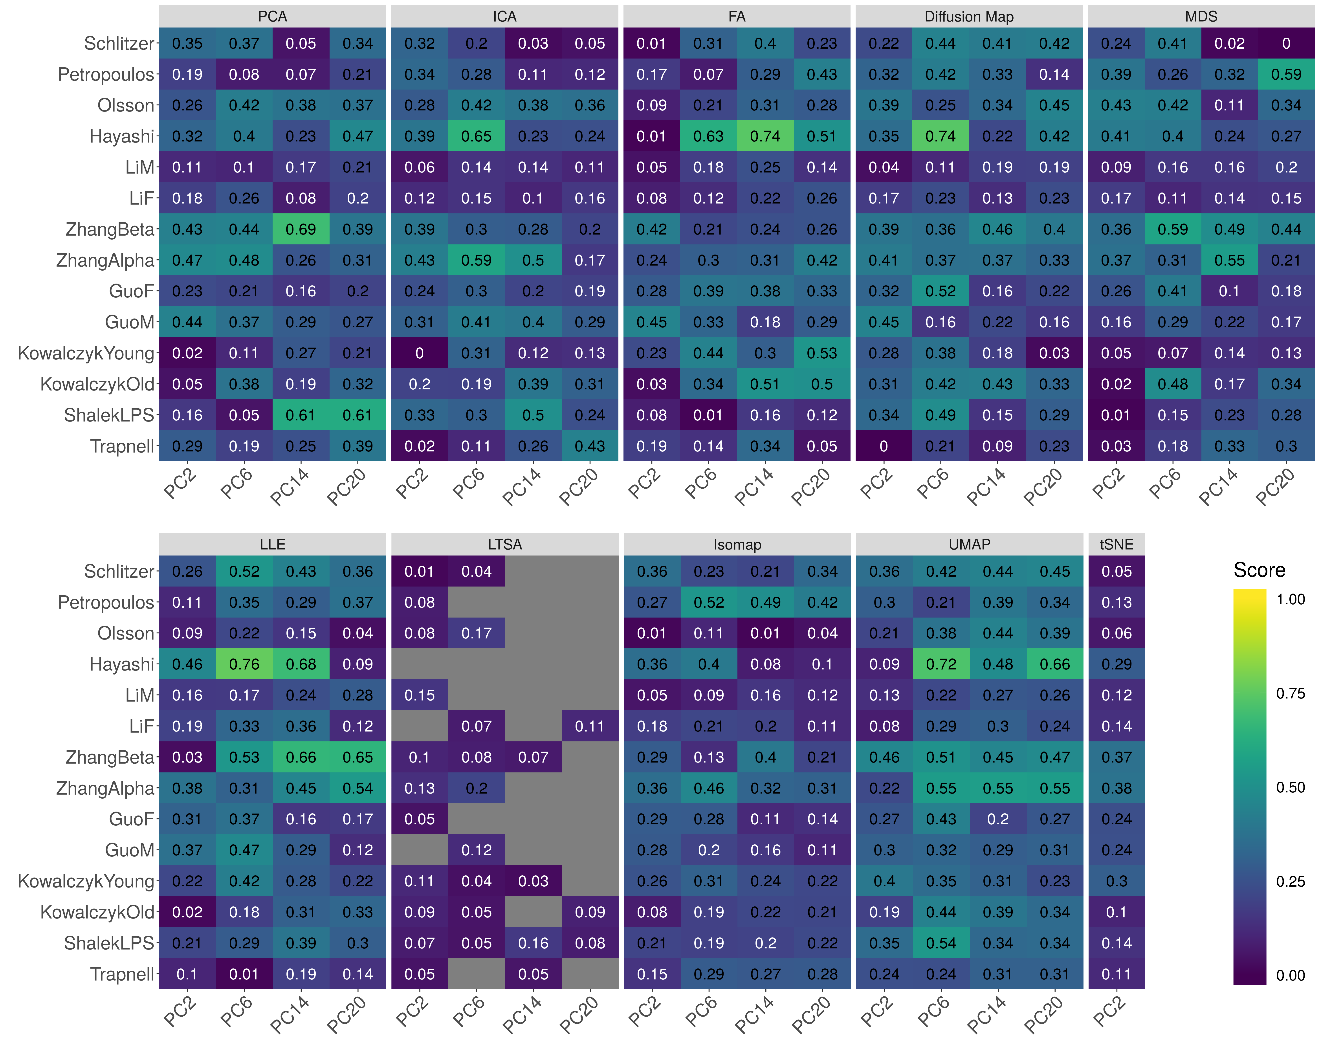 PCA ICA FA Diffusion Map MDS
Schlitzer 0.35 0.37 0.05 0.34 0.32 0.2 0.03 0.05 0.01 0.31 0.4 0.23 0.22 0.44 0.41 0.42 0.24 0.41 0.02 0
Petropoulos 0.19 0.08 0.07 0.21 0.34 0.28 0.11 0.12 0.17 0.07 0.29 0.43 0.32 0.42 0.33 0.14 0.39 0.26 0.32 0.59
Olsson 0.26 0.42 0.38 0.37 0.28 0.42 0.38 0.36 0.09 0.21 0.31 0.28 0.39 0.25 0.34 0.45 0.43 0.42 0.11 0.34
Hayashi 0.32 0.4 0.23 0.47 0.39 0.65 0.23 0.24 0.01 0.63 0.74 0.51 0.35 0.74 0.22 0.42 0.41 0.4 0.24 0.27
LiM 0.11 0.1 0.17 0.21 0.06 0.14 0.14 0.11 0.05 0.18 0.25 0.14 0.04 0.11 0.19 0.19 0.09 0.16 0.16 0.2
LiF 0.18 0.26 0.08 0.2 0.12 0.15 0.1 0.16 0.08 0.12 0.22 0.26 0.17 0.23 0.13 0.23 0.17 0.11 0.14 0.15
ZhangBeta 0.43 0.44 0.69 0.39 0.39 0.3 0.28 0.2 0.42 0.21 0.24 0.26 0.39 0.36 0.46 0.4 0.36 0.59 0.49 0.44
ZhangAlpha 0.47 0.48 0.26 0.31 0.43 0.59 0.5 0.17 0.24 0.3 0.31 0.42 0.41 0.37 0.37 0.33 0.37 0.31 0.55 0.21
GuoF 0.23 0.21 0.16 0.2 0.24 0.3 0.2 0.19 0.28 0.39 0.38 0.33 0.32 0.52 0.16 0.22 0.26 0.41 0.1 0.18
GuoM 0.44 0.37 0.29 0.27 0.31 0.41 0.4 0.29 0.45 0.33 0.18 0.29 0.45 0.16 0.22 0.16 0.16 0.29 0.22 0.17
KowalczykYoung 0.02 0.11 0.27 0.21 0 0.31 0.12 0.13 0.23 0.44 0.3 0.53 0.28 0.38 0.18 0.03 0.05 0.07 0.14 0.13
KowalczykOld 0.05 0.38 0.19 0.32 0.2 0.19 0.39 0.31 0.03 0.34 0.51 0.5 0.31 0.42 0.43 0.33 0.02 0.48 0.17 0.34
ShalekLPS 0.16 0.05 0.61 0.61 0.33 0.3 0.5 0.24 0.08 0.01 0.16 0.12 0.34 0.49 0.15 0.29 0.01 0.15 0.23 0.28
Trapnell 0.29 0.19 0.25 0.39 0.02 0.11 0.26 0.43 0.19 0.14 0.34 0.05 0 0.21 0.09 0.23 0.03 0.18 0.33 0.3
PC2 PC6 PC14 PC20 PC2 PC6 PC14 PC20 PC2 PC6 PC14 PC20 PC2 PC6 PC14 PC20 PC2 PC6 PC14 PC20
LLE LTSA Isomap UMAP tSNE
Schlitzer 0.26 0.52 0.43 0.36 0.01 0.04 0.36 0.23 0.21 0.34 0.36 0.42 0.44 0.45 0.05
Petropoulos 0.11 0.35 0.29 0.37 0.08 0.27 0.52 0.49 0.42 0.3 0.21 0.39 0.34 0.13
Olsson 0.09 0.22 0.15 0.04 0.08 0.17 0.01 0.11 0.01 0.04 0.21 0.38 0.44 0.39 0.06
Hayashi 0.46 0.76 0.68 0.09 0.36 0.4 0.08 0.1 0.09 0.72 0.48 0.66 0.29
LiM 0.16 0.17 0.24 0.28 0.15 0.05 0.09 0.16 0.12 0.13 0.22 0.27 0.26 0.12
LiF 0.19 0.33 0.36 0.12 0.07 0.11 0.18 0.21 0.2 0.11 0.08 0.29 0.3 0.24 0.14
ZhangBeta 0.03 0.53 0.66 0.65 0.1 0.08 0.07 0.29 0.13 0.4 0.21 0.46 0.51 0.45 0.47 0.37
ZhangAlpha 0.38 0.31 0.45 0.54 0.13 0.2 0.36 0.46 0.32 0.31 0.22 0.55 0.55 0.55 0.38
GuoF 0.31 0.37 0.16 0.17 0.05 0.29 0.28 0.11 0.14 0.27 0.43 0.2 0.27 0.24
GuoM 0.37 0.47 0.29 0.12 0.12 0.28 0.2 0.16 0.11 0.3 0.32 0.29 0.31 0.24
KowalczykYoung 0.22 0.42 0.28 0.22 0.11 0.04 0.03 0.26 0.31 0.24 0.22 0.4 0.35 0.31 0.23 0.3
KowalczykOld 0.02 0.18 0.31 0.33 0.09 0.05 0.09 0.08 0.19 0.22 0.21 0.19 0.44 0.39 0.34 0.1
ShalekLPS 0.21 0.29 0.39 0.3 0.07 0.05 0.16 0.08 0.21 0.19 0.2 0.22 0.35 0.54 0.34 0.34 0.14
Trapnell 0.1 0.01 0.19 0.14 0.05 0.05 0.15 0.29 0.27 0.28 0.24 0.24 0.31 0.31 0.11
PC2 PC6 PC14 PC20 PC2 PC6 PC14 PC20 PC2 PC6 PC14 PC20 PC2 PC6 PC14 PC20 PC2
Score
1.00
0.75
0.50
0.25
0.00